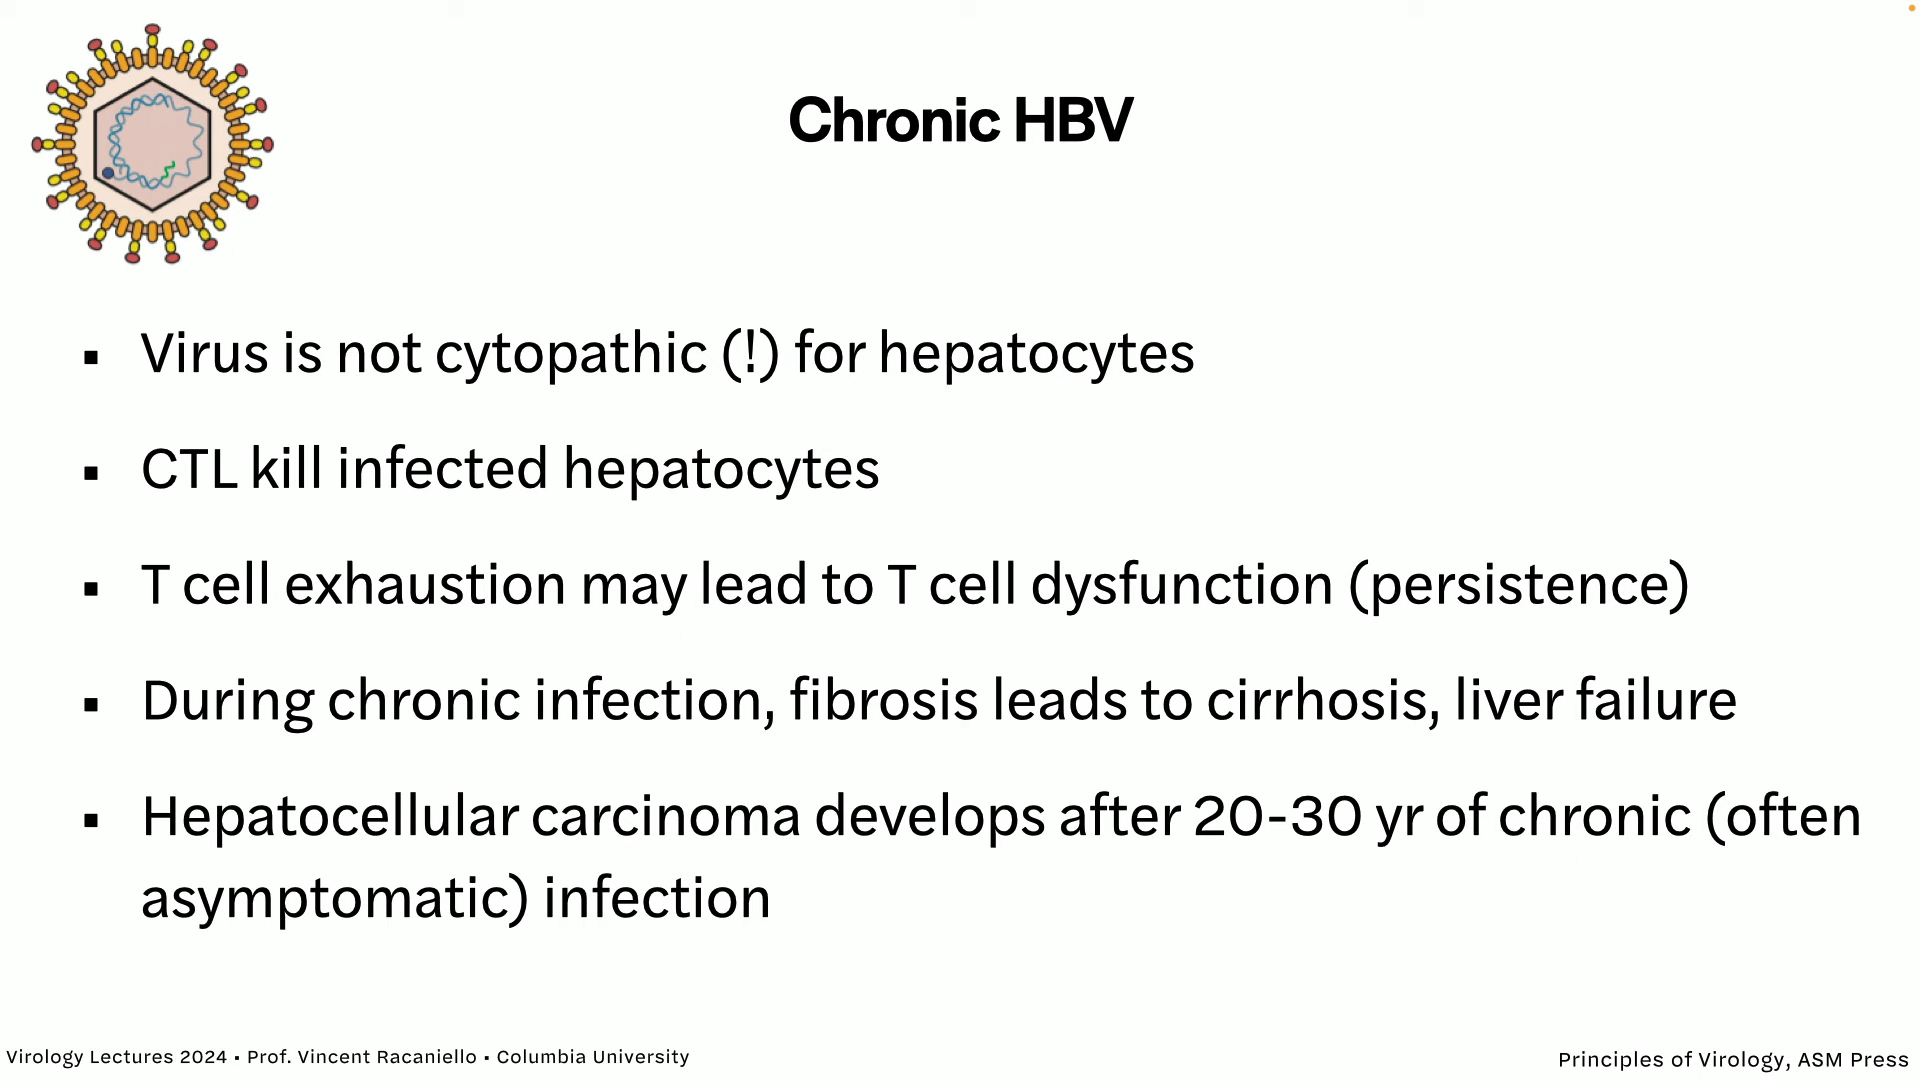 Chronic HBV
▪ Virus is not cytopathic (!) for hepatocytes
▪ CTL kill infected hepatocytes
▪ T cell exhaustion may lead to T cell dysfunction (persistence)
▪ During chronic infection, fibrosis leads to cirrhosis, liver failure
▪ Hepatocellular carcinoma develops after 20-30 yr of chronic (often
asymptomatic) infection
Virology Lectures 2024 • Prof. Vincent Racaniello • Columbia University
Principles of Virology, ASM Press